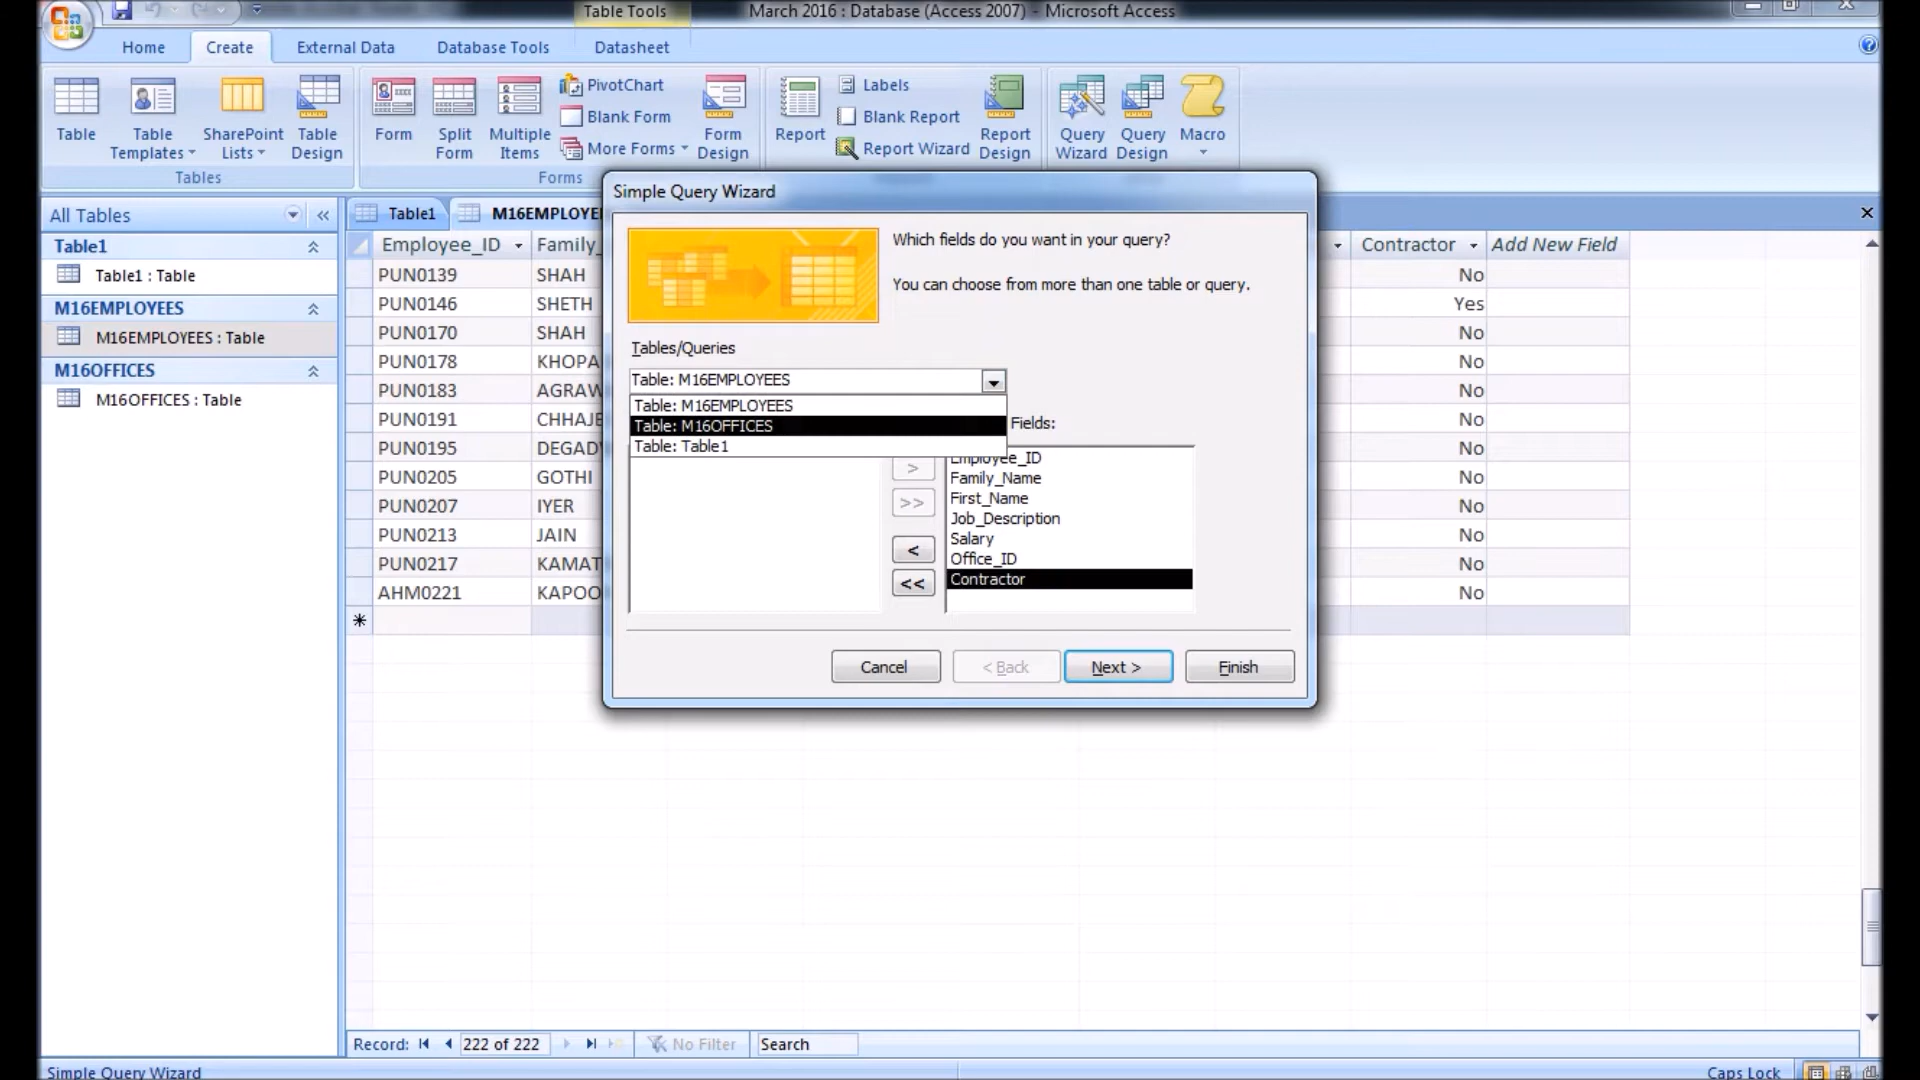 Table Tools March 2016 : Database (Access 2007) - Microsoft Access
Home Create External Data Database Tools Datasheet
Table
Table Templates
SharePoint Lists
Table Design
Tables
Form
Split Form
Multiple Items
PivotChart
Blank Form
More Forms
Form Design
Forms
Report
Labels
Blank Report
Report Wizard
Report Design
Query Wizard
Query Design
Macro
All Tables
Table1
Table1 : Table
M16EMPLOYEES
M16EMPLOYEES : Table
M16OFFICES
M16OFFICES : Table
Table1 M16EMPLOYE
Employee_ID Family_ Contractor Add New Field
PUN0139 SHAH No
PUN0146 SHETH Yes
PUN0170 SHAH No
PUN0178 KHOPA No
PUN0183 AGRAW No
PUN0191 CHHAJE No
PUN0195 DEGAD No
PUN0205 GOTHI No
PUN0207 IYER No
PUN0213 JAIN No
PUN0217 KAMAT No
AHM0221 KAPOO No
Simple Query Wizard
Which fields do you want in your query?
You can choose from more than one table or query.
Tables/Queries
Table: M16EMPLOYEES
Table: M16EMPLOYEES
Table: M16OFFICES
Table: Table1
Fields:
> 
>>
<
<<
Employee_ID
Family_Name
First_Name
Job_Description
Salary
Office_ID
Contractor
Cancel < Back Next > Finish
Record: 222 of 222 No Filter Search
Simple Query Wizard Caps Lock